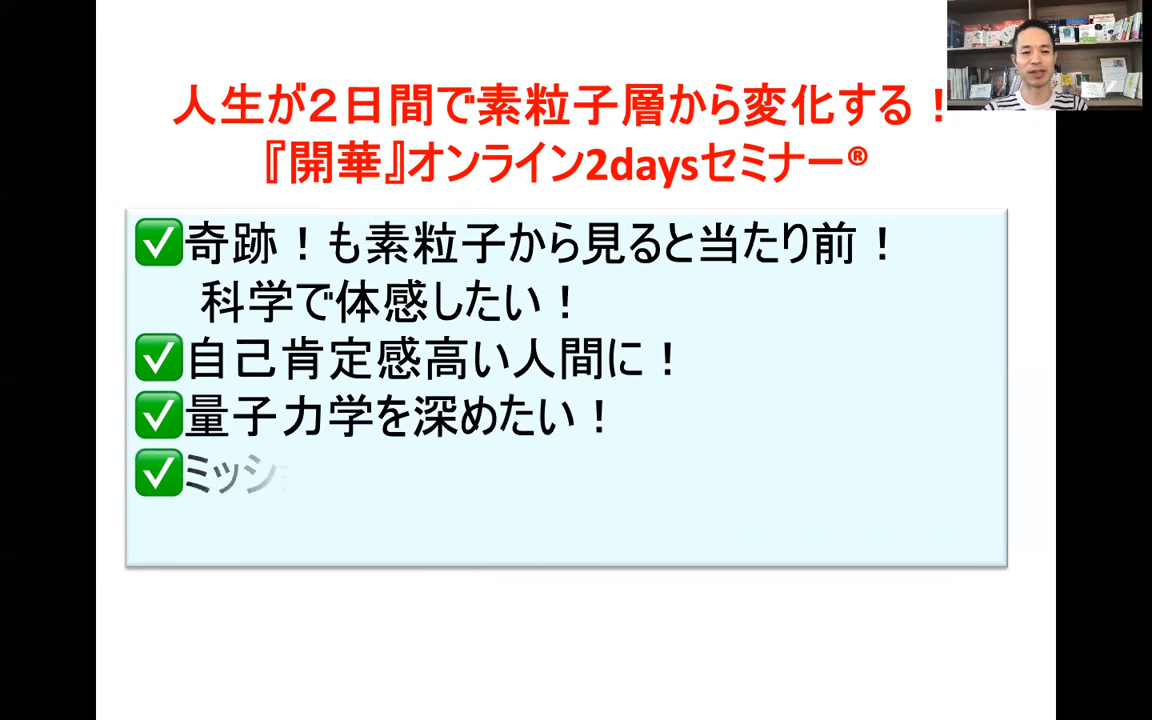 人生が２日間で素粒子層から変化する！
『開華』オンライン2daysセミナー®
✅奇跡！も素粒子から見ると当たり前！
科学で体感したい！
✅自己肯定感高い人間に！
✅量子力学を深めたい！
✅ミッシ